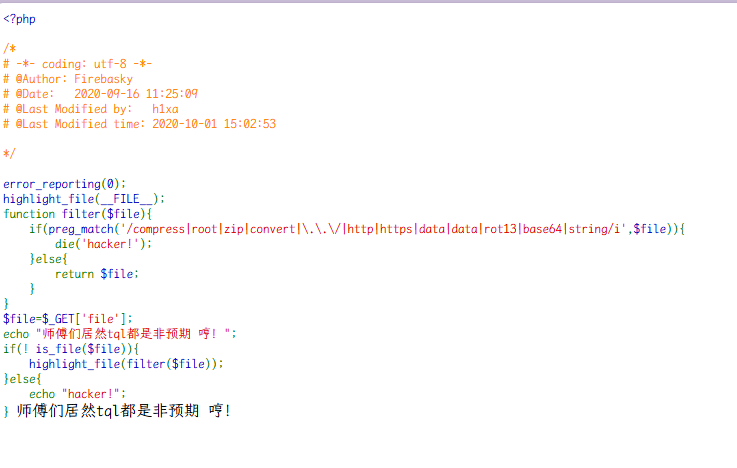 <?php
/*
# -*- coding: utf-8 -*-
# @Author: Firebasky
# @Date:   2020-09-16 11:25:09
# @Last Modified by:   h1xa
# @Last Modified time: 2020-10-01 15:02:53
*/
error_reporting(0);
highlight_file(__FILE__);
function filter($file){
    if(preg_match('/compress|root|zip|convert|\.\.\/|http|https|data|data|rot13|base64|string/i',$file)){
        die('hacker!');
    }else{
        return $file;
    }
}
$file=$_GET['file'];
echo "师傅们居然tql都是非预期 哼！";
if(! is_file($file)){
    highlight_file(filter($file));
}else{
    echo "hacker!";
} 师傅们居然tql都是非预期 哼！